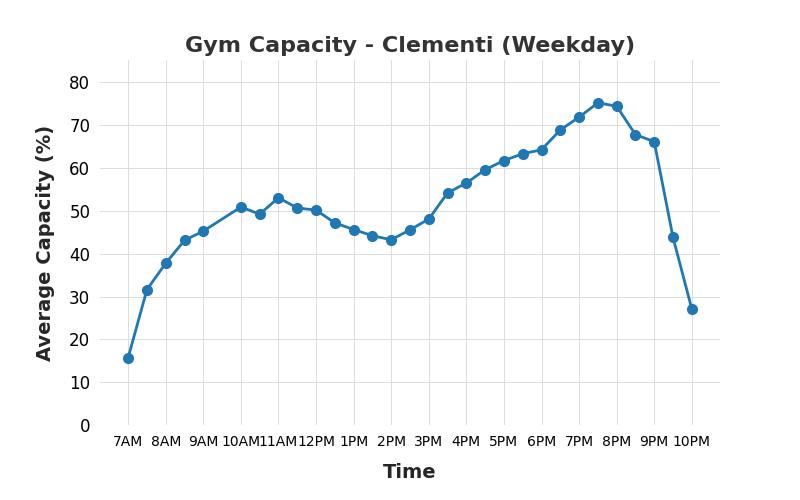 Gym Capacity - Clementi (Weekday)
Average Capacity (%)
80
70
60
50
40
30
20
10
0
7AM 8AM 9AM 10AM 11AM 12PM 1PM 2PM 3PM 4PM 5PM 6PM 7PM 8PM 9PM 10PM
Time